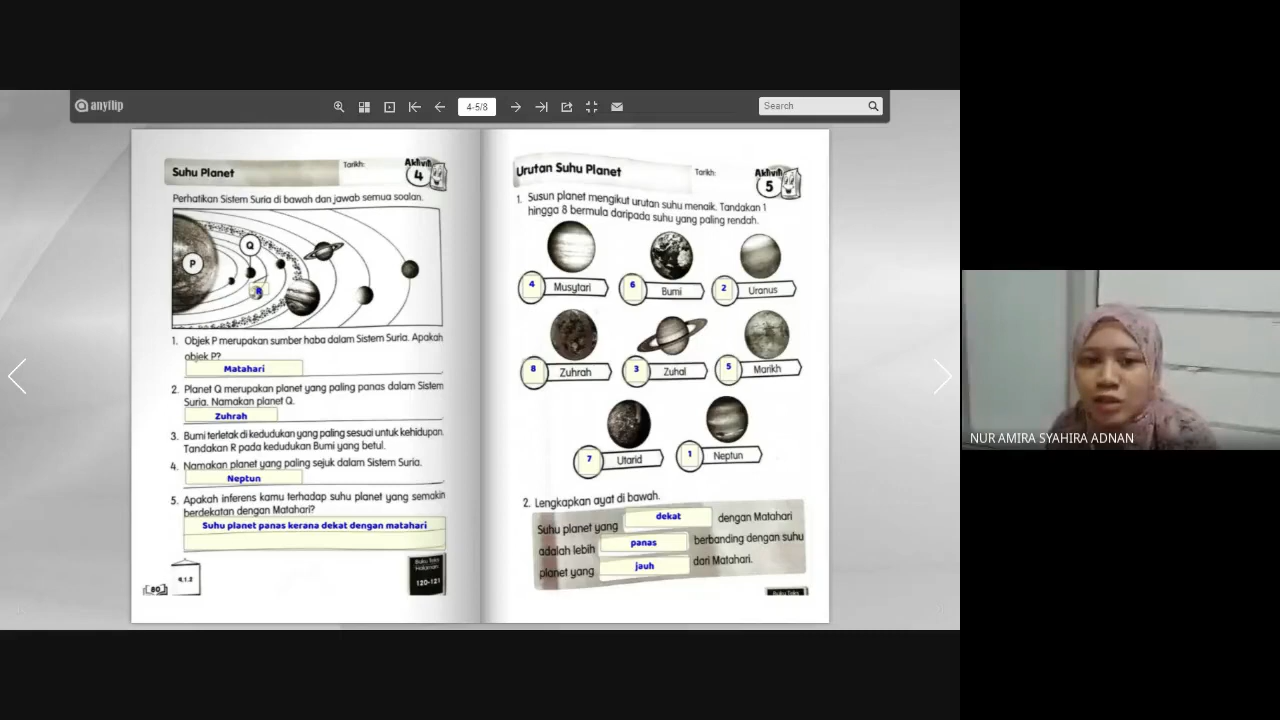 anyflip
4-5/8
Search
Suhu Planet
Tarikh:
Aktiviti
4
Perhatikan Sistem Suria di bawah dan jawab semua soalan.
P
Q
R
1. Objek P merupakan sumber haba dalam Sistem Suria. Apakah
objek P?
Matahari
2. Planet Q merupakan planet yang paling panas dalam Sistem
Suria. Namakan planet Q.
Zuhrah
3. Bumi terletak di kedudukan yang paling sesuai untuk kehidupan.
Tandakan R pada kedudukan Bumi yang betul.
4. Namakan planet yang paling sejuk dalam Sistem Suria.
Neptun
5. Apakah inferens kamu terhadap suhu planet yang semakin
berdekatan dengan Matahari?
Suhu planet panas kerana dekat dengan matahari
9.1.2
80
Buku Teks
Halaman
120-121
Urutan Suhu Planet
Tarikh:
Aktiviti
5
1. Susun planet mengikut urutan suhu menaik. Tandakan 1
hingga 8 bermula daripada suhu yang paling rendah.
4 Musytari
6 Bumi
2 Uranus
8 Zuhrah
3 Zuhal
5 Marikh
7 Utarid
1 Neptun
2. Lengkapkan ayat di bawah.
Suhu planet yang dekat dengan Matahari
adalah lebih panas berbanding dengan suhu
planet yang jauh dari Matahari.
Buku Teks
NUR AMIRA SYAHIRA ADNAN